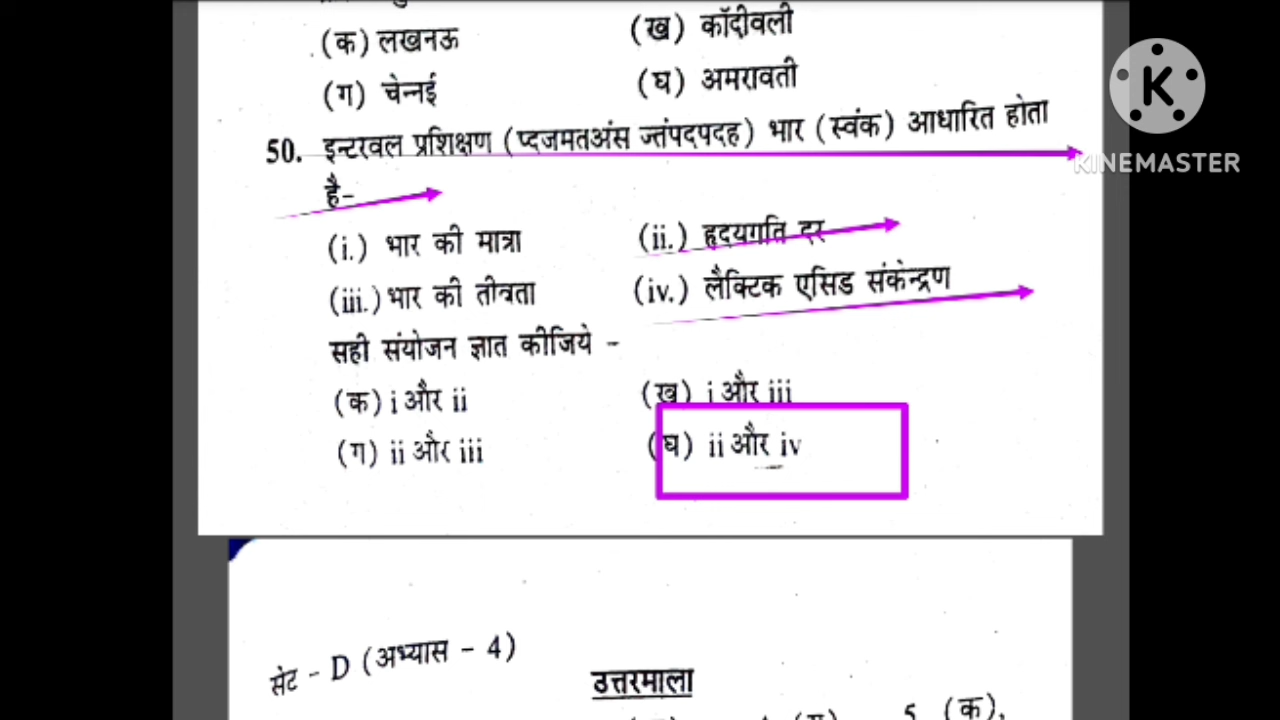 (क) लखनऊ (ख) कॉदीवली
(ग) चेन्नई (घ) अमरावती
K
KINEMASTER
50. इन्टरवल प्रशिक्षण (प्दजमतअंस ज्तंपदपदह) भार (स्वंक) आधारित होता
है-
(i.) भार की मात्रा (ii.) हृदयगति दर
(iii.) भार की तीव्रता (iv.) लैक्टिक एसिड संकेन्द्रण
सही संयोजन ज्ञात कीजिये -
(क) i और ii (ख) i और iii
(ग) ii और iii (घ) ii और iv
सेट - D (अभ्यास - 4)
उत्तरमाला
5. (क),